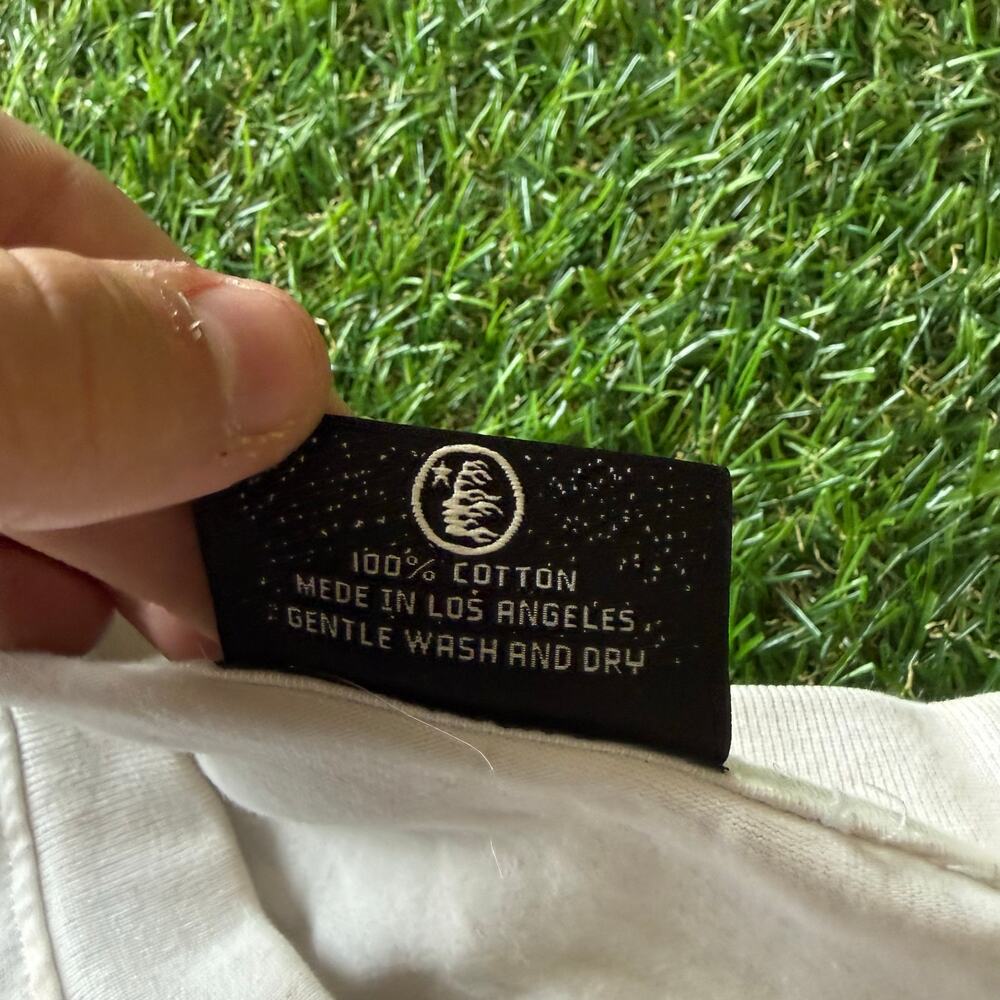 100% COTTON
MEDE IN LOS ANGELES
GENTLE WASH AND DRY